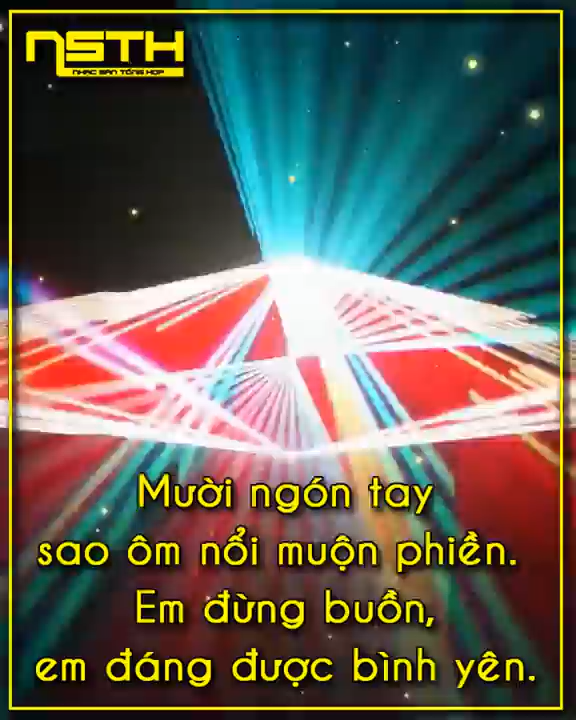 NSTH
NHẠC SÀN TỔNG HỢP
Mười ngón tay
sao ôm nổi muộn phiền.
Em đừng buồn,
em đáng được bình yên.